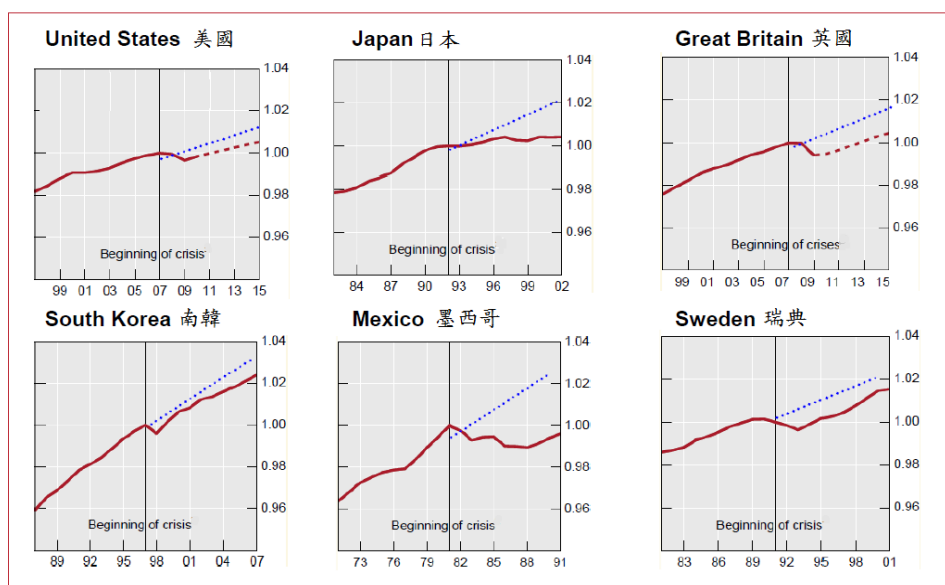 United States 美國
1.04
1.02
1.00
0.98
0.96
Beginning of crisis
99 01 03 05 07 09 11 13 15
Japan 日本
1.04
1.02
1.00
0.98
0.96
Beginning of crisis
84 87 90 93 96 99 02
Great Britain 英國
1.04
1.02
1.00
0.98
0.96
Beginning of crises
99 01 03 05 07 09 11 13 15
South Korea 南韓
1.04
1.02
1.00
0.98
0.96
Beginning of crisis
89 92 95 98 01 04 07
Mexico 墨西哥
1.04
1.02
1.00
0.98
0.96
Beginning of crisis
73 76 79 82 85 88 91
Sweden 瑞典
1.04
1.02
1.00
0.98
0.96
Beginning of crisis
83 86 89 92 95 98 01